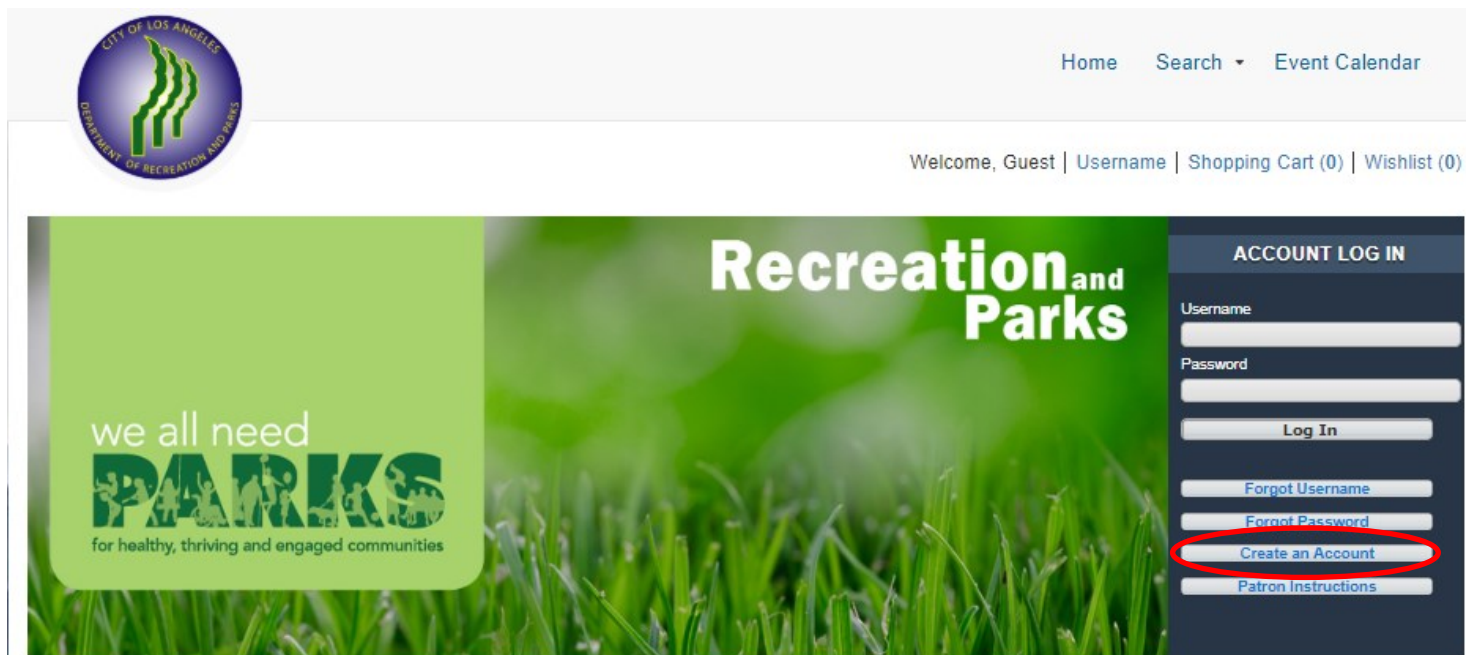 CITY OF LOS ANGELES
DEPARTMENT OF RECREATION AND PARKS
Home Search Event Calendar
Welcome, Guest | Username | Shopping Cart (0) | Wishlist (0)
we all need
PARKS
for healthy, thriving and engaged communities
Recreation and
Parks
ACCOUNT LOG IN
Username
Password
Log In
Forgot Username
Forgot Password
Create an Account
Patron Instructions